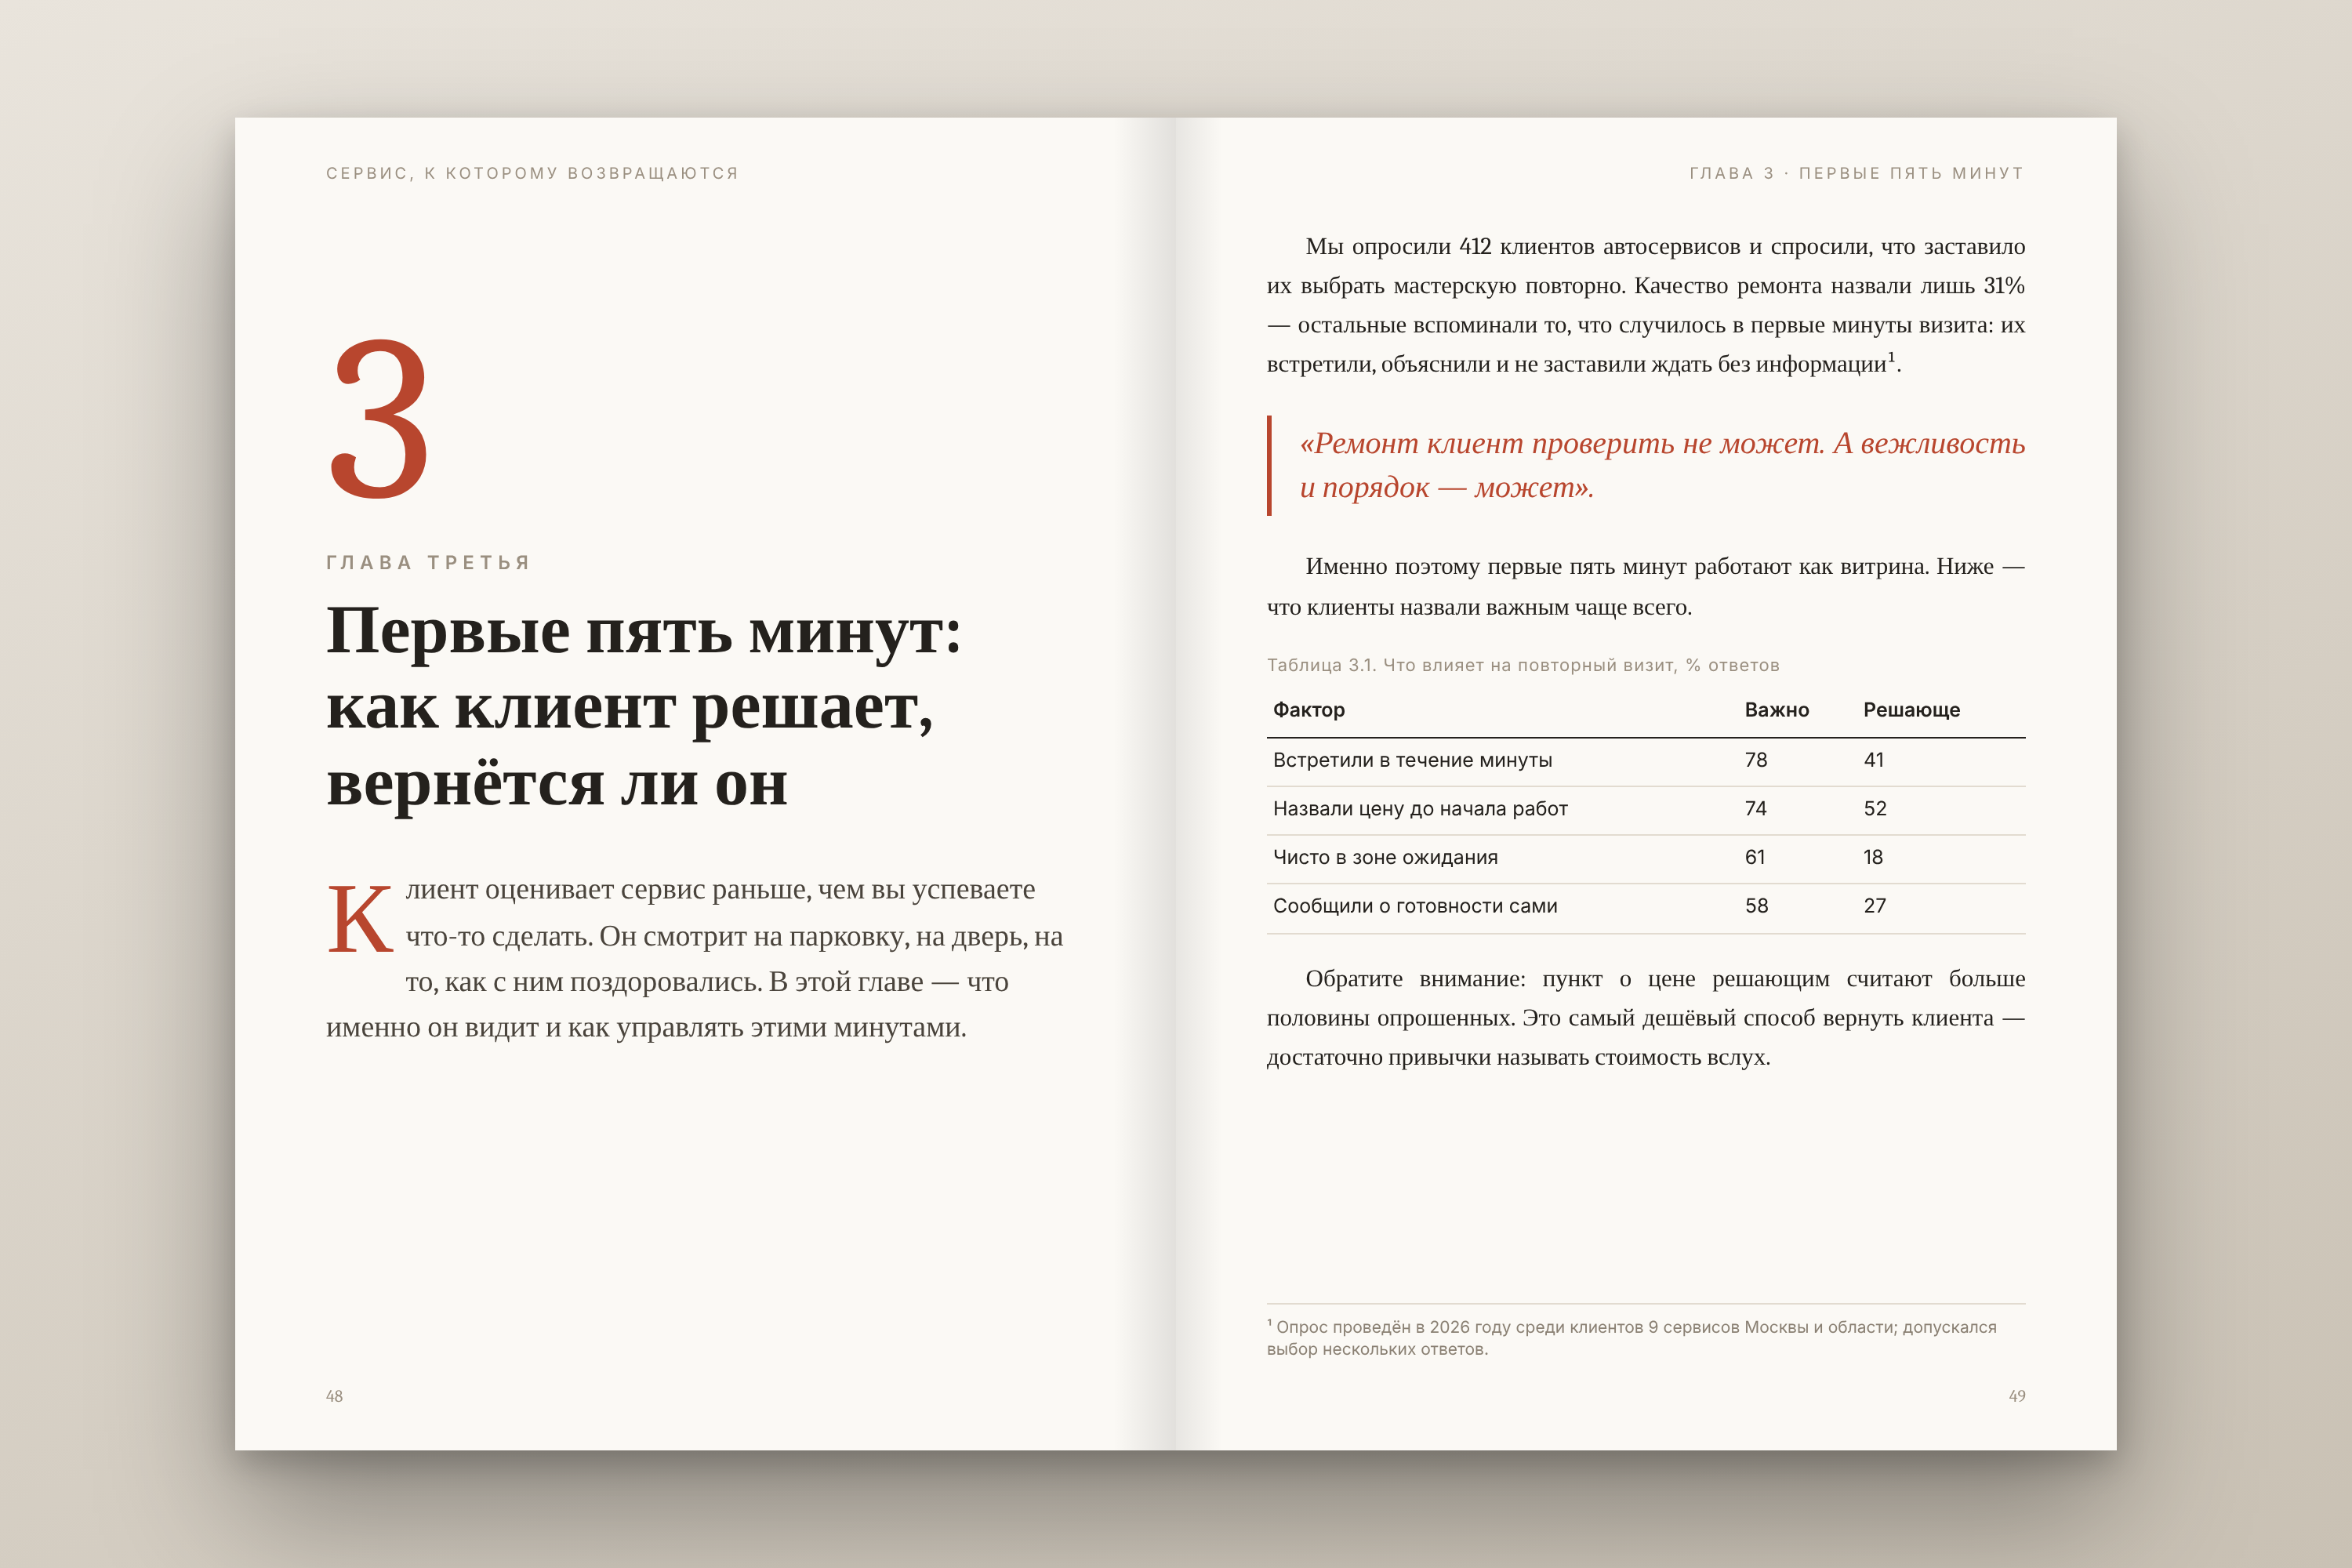 СЕРВИС, К КОТОРОМУ ВОЗВРАЩАЮТСЯ
3
ГЛАВА ТРЕТЬЯ
Первые пять минут:
как клиент решает,
вернётся ли он
Клиент оценивает сервис раньше, чем вы успеваете
что-то сделать. Он смотрит на парковку, на дверь, на
то, как с ним поздоровались. В этой главе — что
именно он видит и как управлять этими минутами.
48
ГЛАВА 3 · ПЕРВЫЕ ПЯТЬ МИНУТ
Мы опросили 412 клиентов автосервисов и спросили, что заставило
их выбрать мастерскую повторно. Качество ремонта назвали лишь 31%
— остальные вспоминали то, что случилось в первые минуты визита: их
встретили, объяснили и не заставили ждать без информации¹.
«Ремонт клиент проверить не может. А вежливость
и порядок — может».
Именно поэтому первые пять минут работают как витрина. Ниже —
что клиенты назвали важным чаще всего.
Таблица 3.1. Что влияет на повторный визит, % ответов
Фактор Важно Решающе
Встретили в течение минуты 78 41
Назвали цену до начала работ 74 52
Чисто в зоне ожидания 61 18
Сообщили о готовности сами 58 27
Обратите внимание: пункт о цене решающим считают больше
половины опрошенных. Это самый дешёвый способ вернуть клиента —
достаточно привычки называть стоимость вслух.
¹ Опрос проведён в 2026 году среди клиентов 9 сервисов Москвы и области; допускался
выбор нескольких ответов.
49